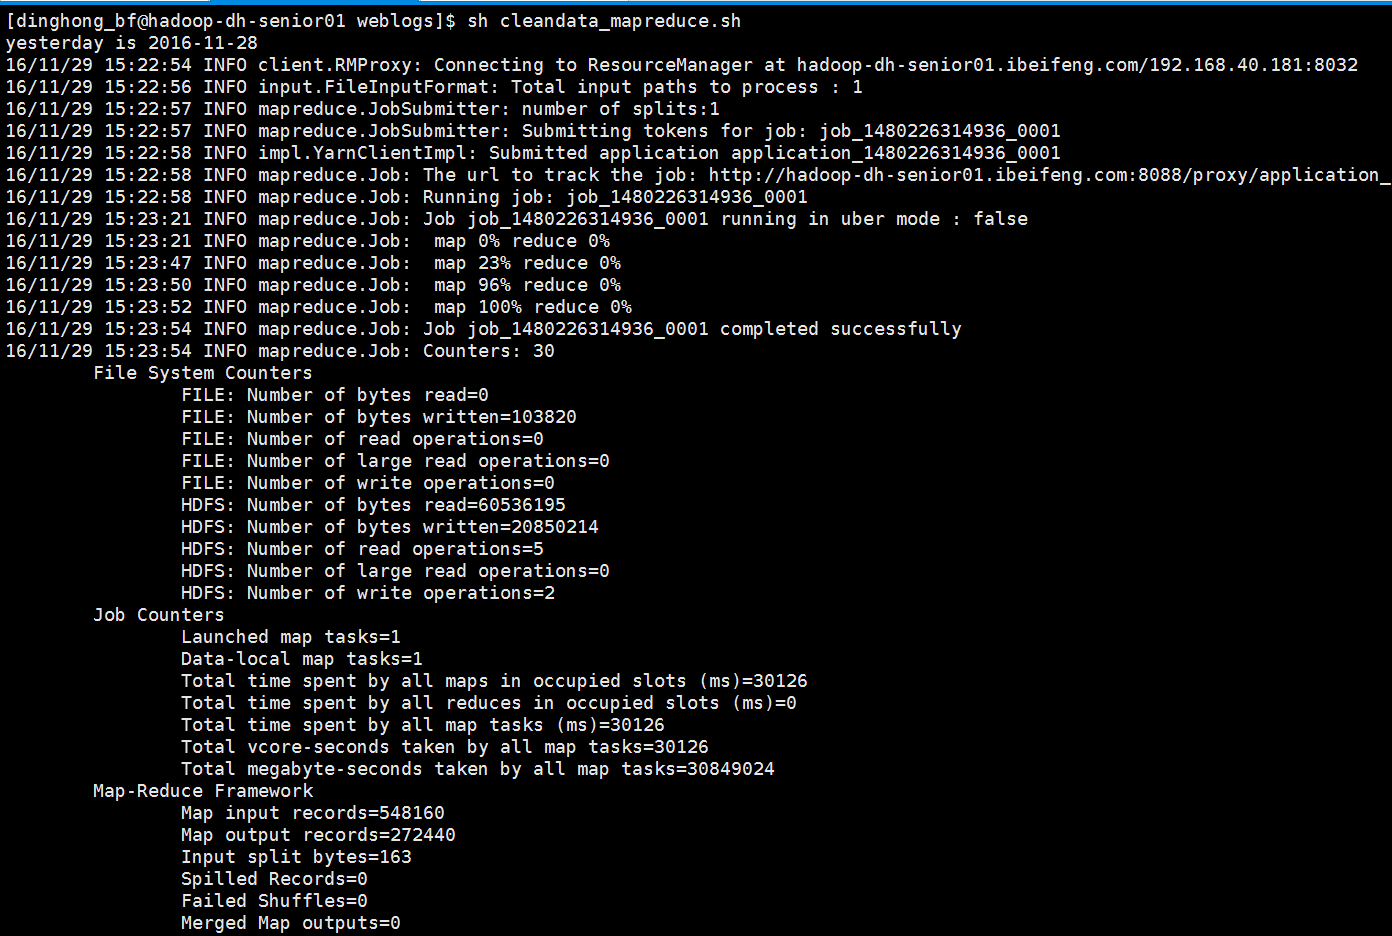 [dinghong_bf@hadoop-dh-senior01 weblogs]$ sh cleandata_mapreduce.sh
yesterday is 2016-11-28
16/11/29 15:22:54 INFO client.RMProxy: Connecting to ResourceManager at hadoop-dh-senior01.ibeifeng.com/192.168.40.181:8032
16/11/29 15:22:56 INFO input.FileInputFormat: Total input paths to process : 1
16/11/29 15:22:57 INFO mapreduce.JobSubmitter: number of splits:1
16/11/29 15:22:57 INFO mapreduce.JobSubmitter: Submitting tokens for job: job_1480226314936_0001
16/11/29 15:22:58 INFO impl.YarnClientImpl: Submitted application application_1480226314936_0001
16/11/29 15:22:58 INFO mapreduce.Job: The url to track the job: http://hadoop-dh-senior01.ibeifeng.com:8088/proxy/application_
16/11/29 15:22:58 INFO mapreduce.Job: Running job: job_1480226314936_0001
16/11/29 15:23:21 INFO mapreduce.Job: Job job_1480226314936_0001 running in uber mode : false
16/11/29 15:23:21 INFO mapreduce.Job:  map 0% reduce 0%
16/11/29 15:23:47 INFO mapreduce.Job:  map 23% reduce 0%
16/11/29 15:23:50 INFO mapreduce.Job:  map 96% reduce 0%
16/11/29 15:23:52 INFO mapreduce.Job:  map 100% reduce 0%
16/11/29 15:23:54 INFO mapreduce.Job: Job job_1480226314936_0001 completed successfully
16/11/29 15:23:54 INFO mapreduce.Job: Counters: 30
File System Counters
FILE: Number of bytes read=0
FILE: Number of bytes written=103820
FILE: Number of read operations=0
FILE: Number of large read operations=0
FILE: Number of write operations=0
HDFS: Number of bytes read=60536195
HDFS: Number of bytes written=20850214
HDFS: Number of read operations=5
HDFS: Number of large read operations=0
HDFS: Number of write operations=2
Job Counters
Launched map tasks=1
Data-local map tasks=1
Total time spent by all maps in occupied slots (ms)=30126
Total time spent by all reduces in occupied slots (ms)=0
Total time spent by all map tasks (ms)=30126
Total vcore-seconds taken by all map tasks=30126
Total megabyte-seconds taken by all map tasks=30849024
Map-Reduce Framework
Map input records=548160
Map output records=272440
Input split bytes=163
Spilled Records=0
Failed Shuffles=0
Merged Map outputs=0